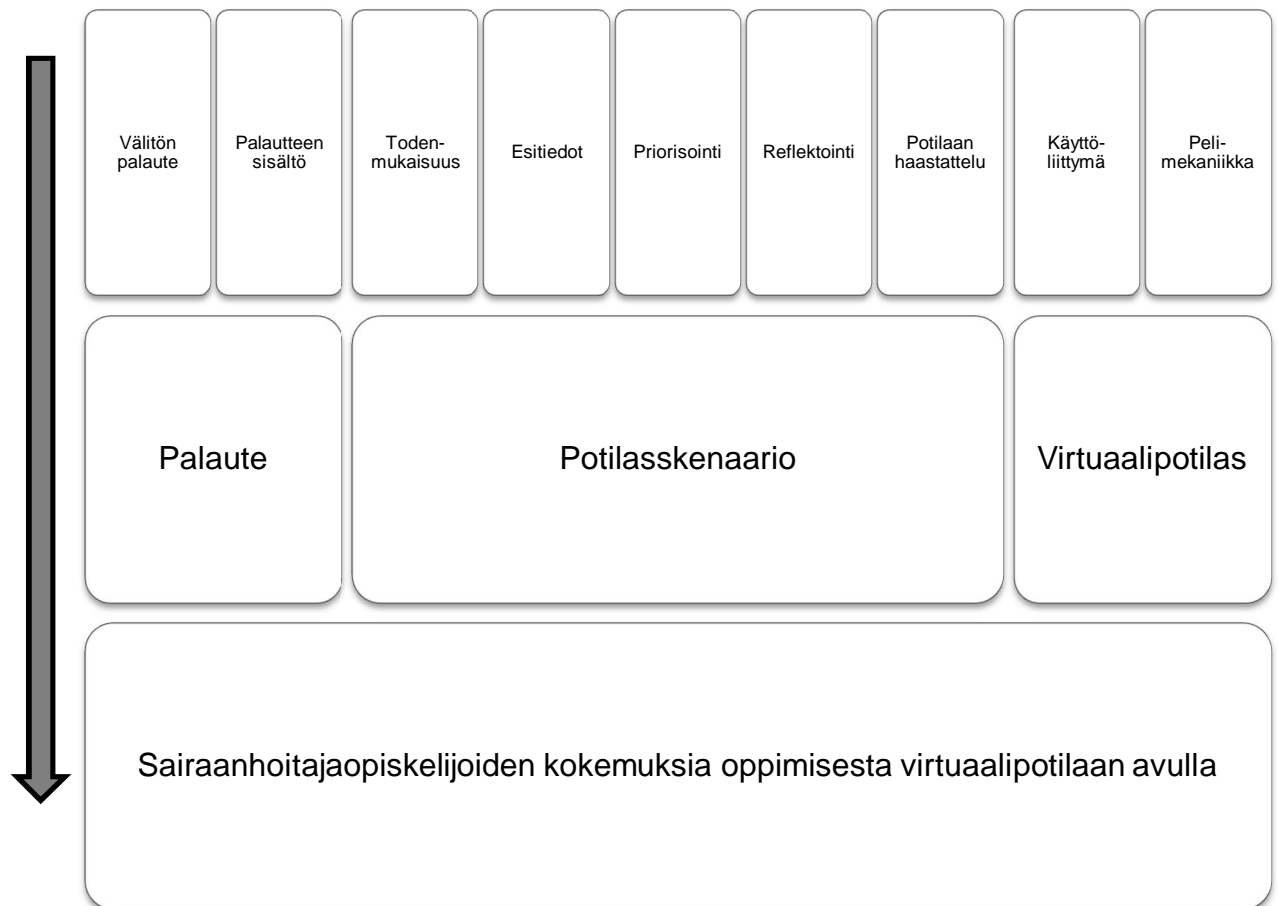 Välitön
palaute
Palautteen
sisältö
Toden-
mukaisuus
Esitiedot
Priorisointi
Reflektointi
Potilaan
haastattelu
Käyttö-
liittymä
Peli-
mekaniikka
Palaute
Potilasskenaario
Virtuaalipotilas
Sairaanhoitajaopiskelijoiden kokemuksia oppimisesta virtuaalipotilaan avulla